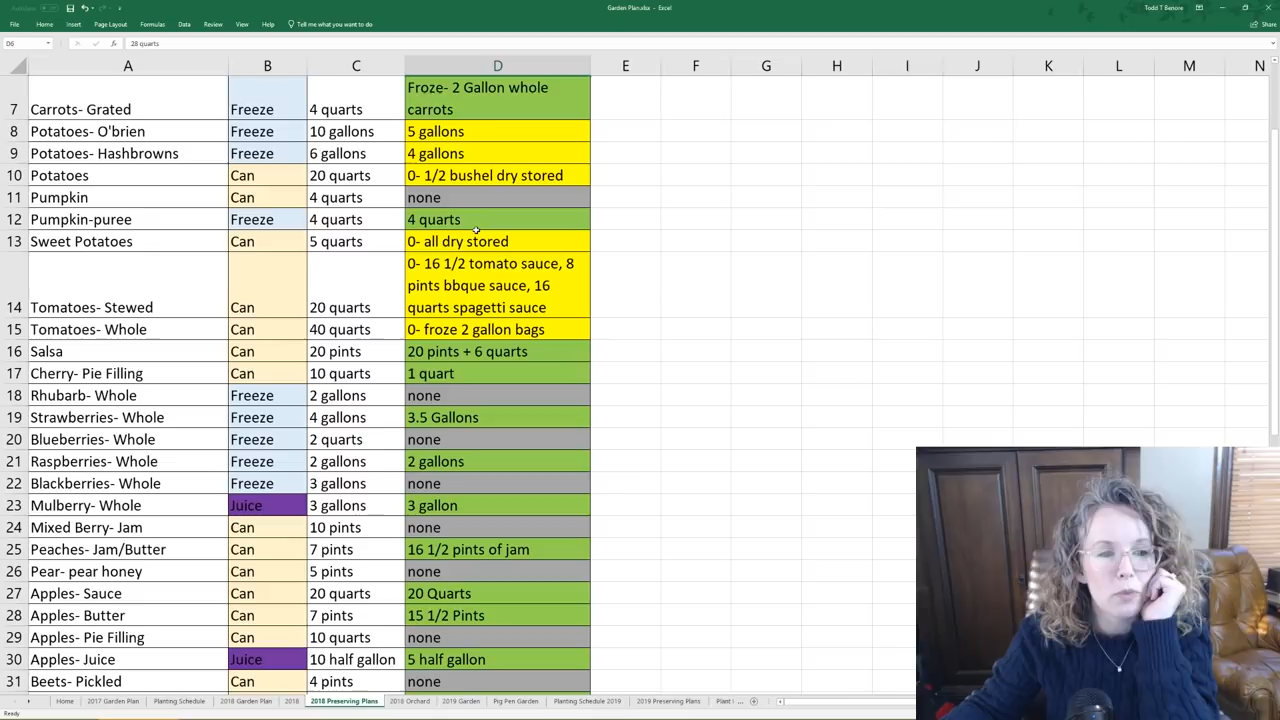 Garden Plan.xlsx - Excel
Todd T Benore
File Home Insert Page Layout Formulas Data Review View Help Tell me what you want to do
Share
D6 fx 28 quarts
A B C D E F G H I J K L M N
7 Carrots- Grated Freeze 4 quarts Froze- 2 Gallon whole
carrots
8 Potatoes- O'brien Freeze 10 gallons 5 gallons
9 Potatoes- Hashbrowns Freeze 6 gallons 4 gallons
10 Potatoes Can 20 quarts 0- 1/2 bushel dry stored
11 Pumpkin Can 4 quarts none
12 Pumpkin-puree Freeze 4 quarts 4 quarts
13 Sweet Potatoes Can 5 quarts 0- all dry stored
0- 16 1/2 tomato sauce, 8
pints bbque sauce, 16
14 Tomatoes- Stewed Can 20 quarts quarts spagetti sauce
15 Tomatoes- Whole Can 40 quarts 0- froze 2 gallon bags
16 Salsa Can 20 pints 20 pints + 6 quarts
17 Cherry- Pie Filling Can 10 quarts 1 quart
18 Rhubarb- Whole Freeze 2 gallons none
19 Strawberries- Whole Freeze 4 gallons 3.5 Gallons
20 Blueberries- Whole Freeze 2 quarts none
21 Raspberries- Whole Freeze 2 gallons 2 gallons
22 Blackberries- Whole Freeze 3 gallons none
23 Mulberry- Whole Juice 3 gallons 3 gallon
24 Mixed Berry- Jam Can 10 pints none
25 Peaches- Jam/Butter Can 7 pints 16 1/2 pints of jam
26 Pear- pear honey Can 5 pints none
27 Apples- Sauce Can 20 quarts 20 Quarts
28 Apples- Butter Can 7 pints 15 1/2 Pints
29 Apples- Pie Filling Can 10 quarts none
30 Apples- Juice Juice 10 half gallon 5 half gallon
31 Beets- Pickled Can 4 pints none
Home 2017 Garden Plan Planting Schedule 2018 Garden Plan 2018 2018 Preserving Plans 2018 Orchard 2019 Garden Pig Pen Garden Planting Schedule 2019 2019 Preserving Plans Plant
Ready